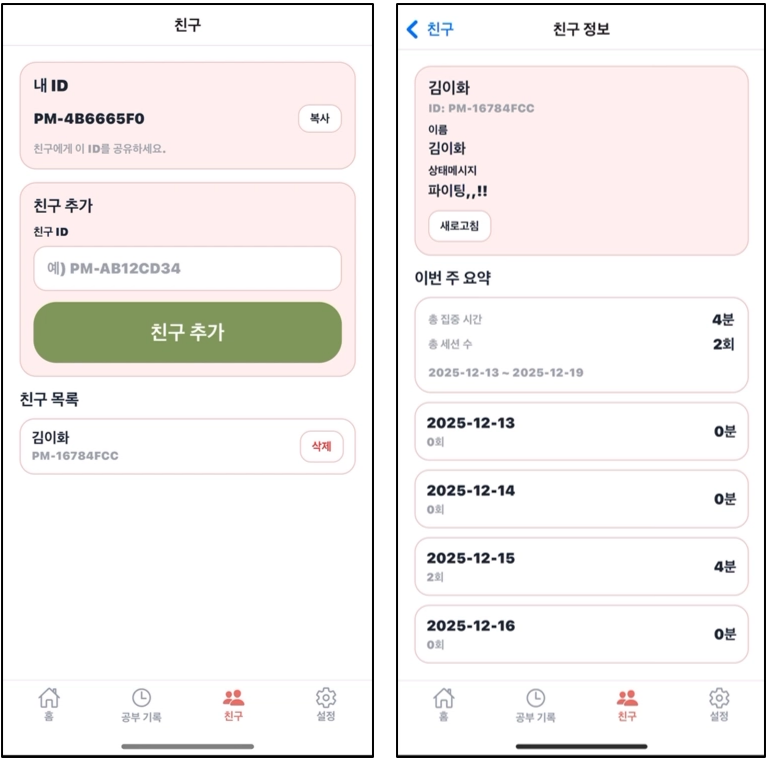 친구
내 ID
PM-4B6665F0
복사
친구에게 이 ID를 공유하세요.
친구 추가
친구 ID
예) PM-AB12CD34
친구 추가
친구 목록
김이화
PM-16784FCC
삭제
홈
공부 기록
친구
설정
친구
친구 정보
김이화
ID: PM-16784FCC
이름
김이화
상태메시지
파이팅,,!!
새로고침
이번 주 요약
총 집중 시간 4분
총 세션 수 2회
2025-12-13 ~ 2025-12-19
2025-12-13
0회
0분
2025-12-14
0회
0분
2025-12-15
2회
4분
2025-12-16
0회
0분
홈
공부 기록
친구
설정